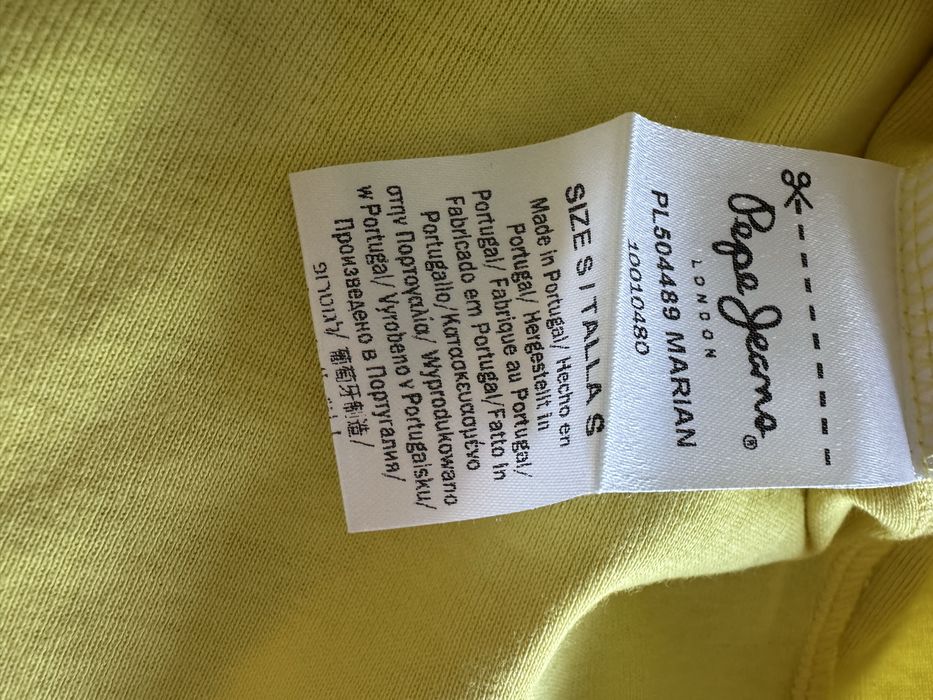 Pepe Jeans®
LONDON
PL504489 MARIAN
10010480
SIZE S / TALLA S
Made in Portugal/ Hecho en
Portugal/ Hergestellt in
Portugal/ Fabrique au Portugal/
Fabricado em Portugal/Fatto in
Portugallo/Κατασκευασμένο
στην Πορτογαλία/ Wyprodukowano
w Portugal/ Vyrobeno v Portugalsku/
Произведено в Португалия/
葡萄牙制造/